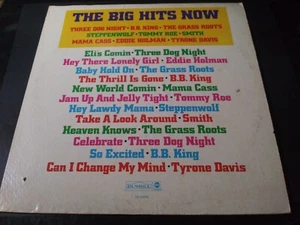 THE BIG HITS NOW
THREE DOG NIGHT • B.B. KING • THE GRASS ROOTS
STEPPENWOLF • TOMMY ROE • SMITH
MAMA CASS • EDDIE HOLMAN • TYRONE DAVIS
Eli's Comin • Three Dog Night
Hey There Lonely Girl • Eddie Holman
Baby Hold On • The Grass Roots
The Thrill Is Gone • B.B. King
New World Comin • Mama Cass
Jam Up And Jelly Tight • Tommy Roe
Hey Lawdy Mama • Steppenwolf
Take A Look Around • Smith
Heaven Knows • The Grass Roots
Celebrate • Three Dog Night
So Excited • B.B. King
Can I Change My Mind • Tyrone Davis